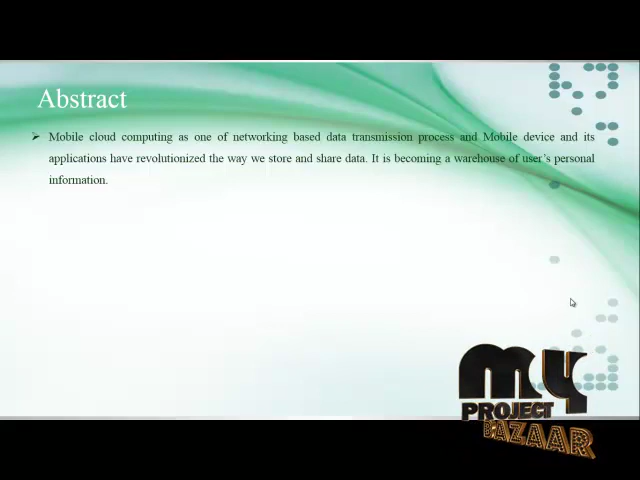 Abstract
➢ Mobile cloud computing as one of networking based data transmission process and Mobile device and its
applications have revolutionized the way we store and share data. It is becoming a warehouse of user’s personal
information.
my
PROJECT
BAZAAR